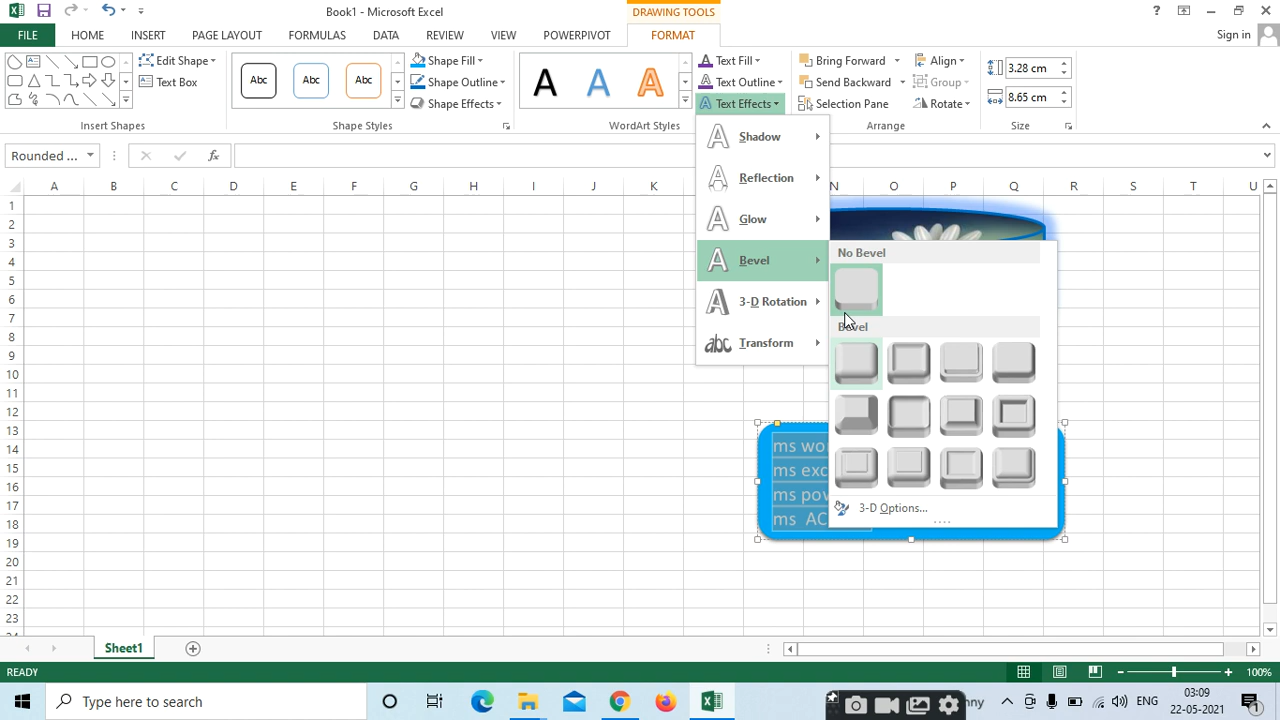 Book1 - Microsoft Excel
DRAWING TOOLS
?
FILE HOME INSERT PAGE LAYOUT FORMULAS DATA REVIEW VIEW POWERPIVOT FORMAT Sign in
Edit Shape
Text Box
Insert Shapes
Abc Abc Abc
Shape Fill
Shape Outline
Shape Effects
Shape Styles
A A A
Text Fill
Text Outline
Text Effects
WordArt Styles
Bring Forward
Send Backward
Selection Pane
Align
Group
Rotate
Arrange
3.28 cm
8.65 cm
Size
Rounded ...
fx
A B C D E F G H I J K N O P Q R S T U
1
2
3
4
5
6
7
8
9
10
11
12
13
14
15
16
17
18
19
20
21
22
23
Shadow
Reflection
Glow
Bevel
3-D Rotation
Transform
No Bevel
Bevel
3-D Options...
ms
ms
ms
ms
Sheet1
READY
100%
Type here to search
ENG
03:09
22-05-2021
1